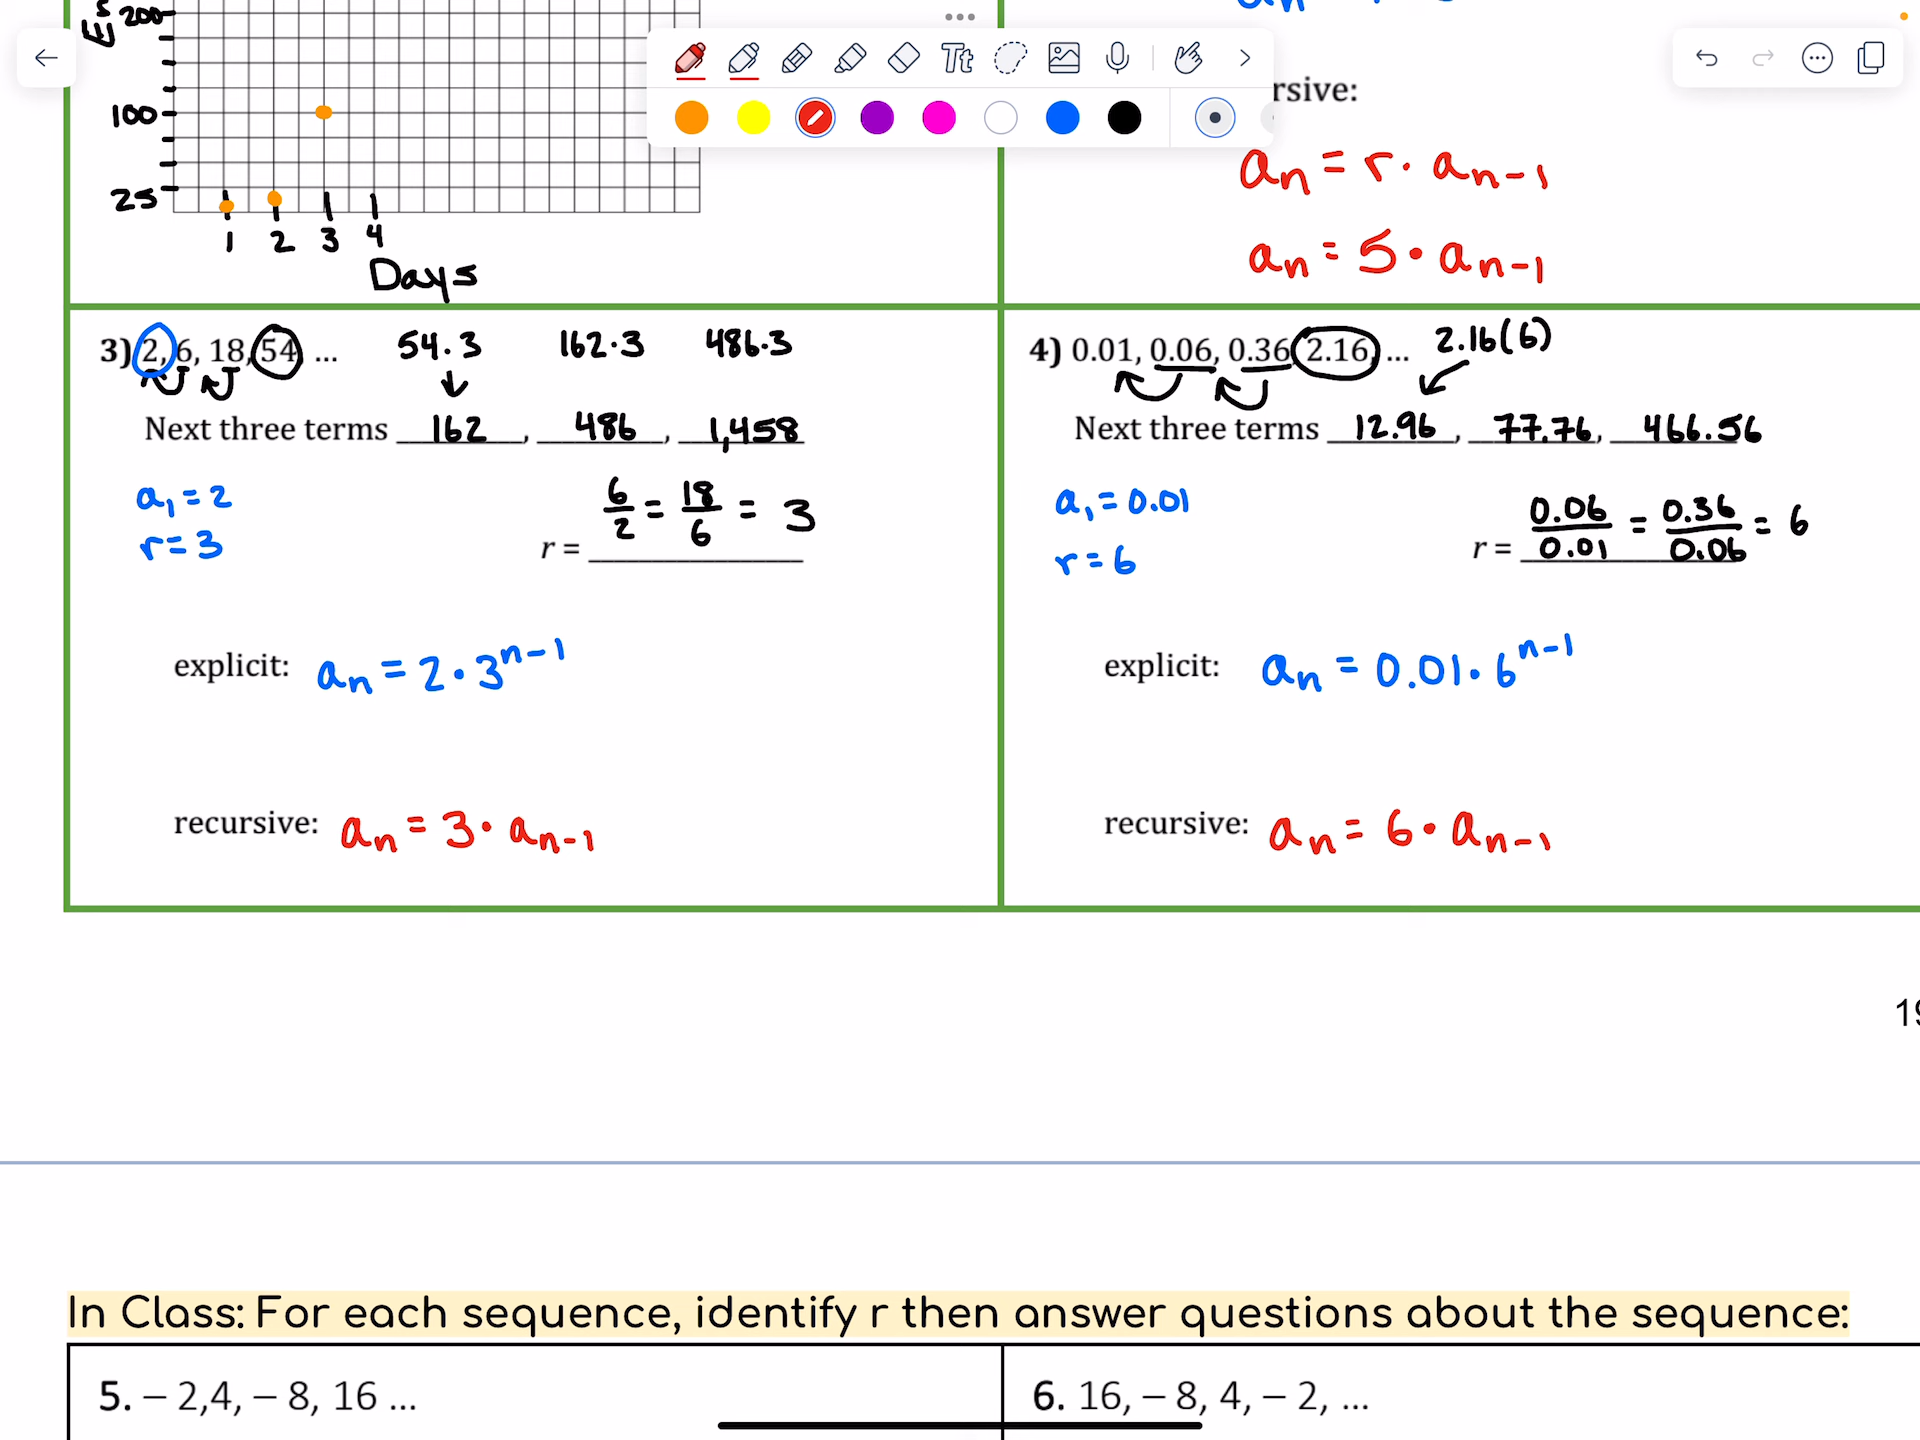 200
100
25
1 2 3 4
Days
Tt
rsive:
aₙ = r · aₙ₋₁
aₙ = 5 · aₙ₋₁
3) 2, 6, 18, 54, ... 54 · 3 162 · 3 486 · 3
Next three terms 162, 486, 1,458
a₁ = 2
r = 3
r = 6/2 = 18/6 = 3
explicit: aₙ = 2 · 3ⁿ⁻¹
recursive: aₙ = 3 · aₙ₋₁
4) 0.01, 0.06, 0.36, 2.16, ... 2.16(6)
Next three terms 12.96, 77.76, 466.56
a₁ = 0.01
r = 6
r = 0.06/0.01 = 0.36/0.06 = 6
explicit: aₙ = 0.01 · 6ⁿ⁻¹
recursive: aₙ = 6 · aₙ₋₁
19
In Class: For each sequence, identify r then answer questions about the sequence:
5. – 2,4, – 8, 16 ...
6. 16, – 8, 4, – 2, ...